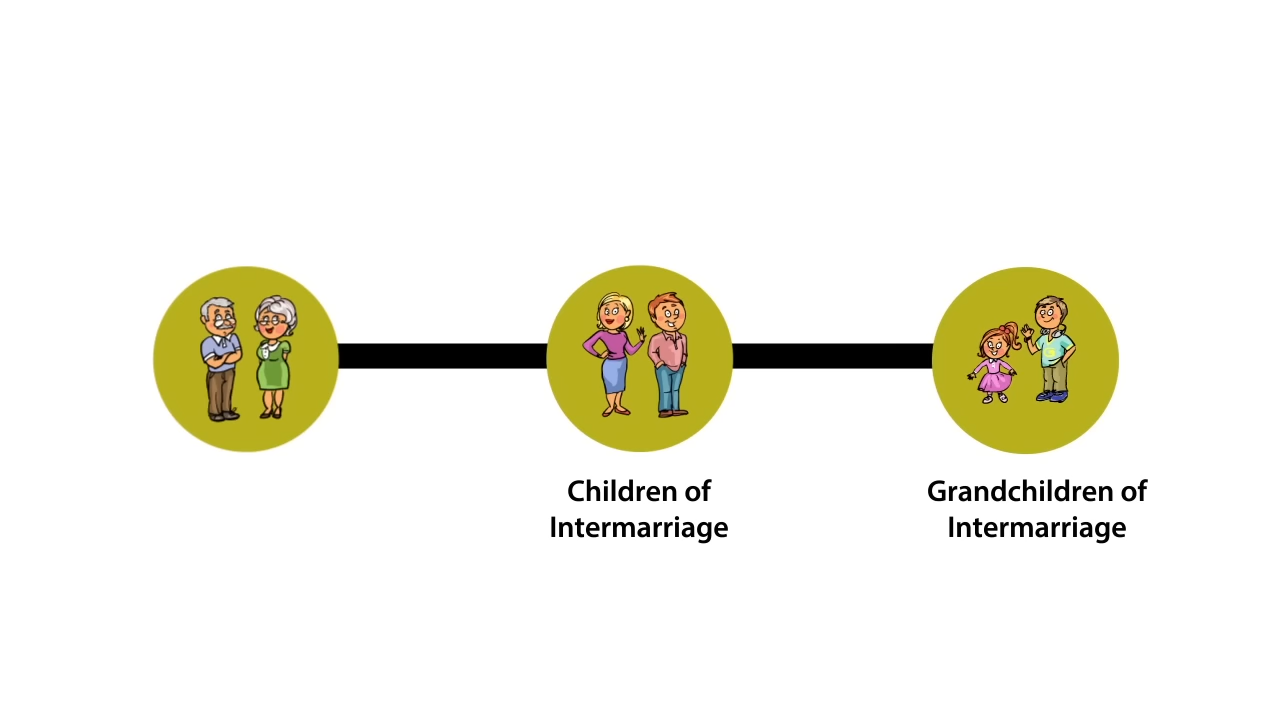 Children of
Intermarriage
Grandchildren of
Intermarriage